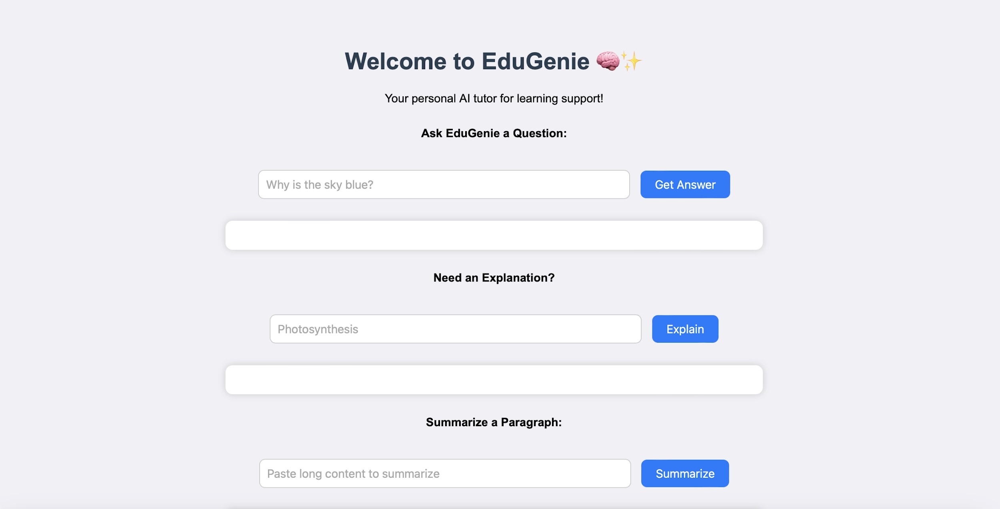 Welcome to EduGenie 🧠✨
Your personal AI tutor for learning support!
Ask EduGenie a Question:
Why is the sky blue? Get Answer
Need an Explanation?
Photosynthesis Explain
Summarize a Paragraph:
Paste long content to summarize Summarize